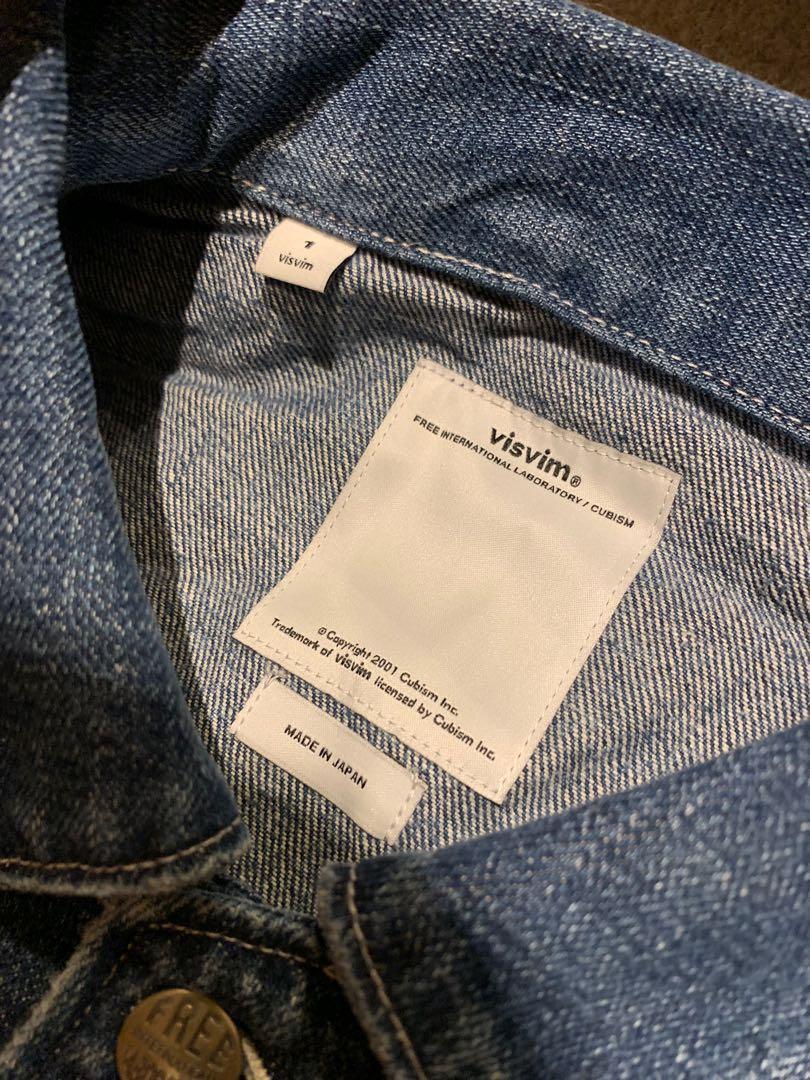 1
visvim
visvim®
FREE INTERNATIONAL LABORATORY / CUBISM
© Copyright 2001 Cubism Inc.
Trademark of visvim licensed by Cubism Inc.
MADE IN JAPAN
FREE